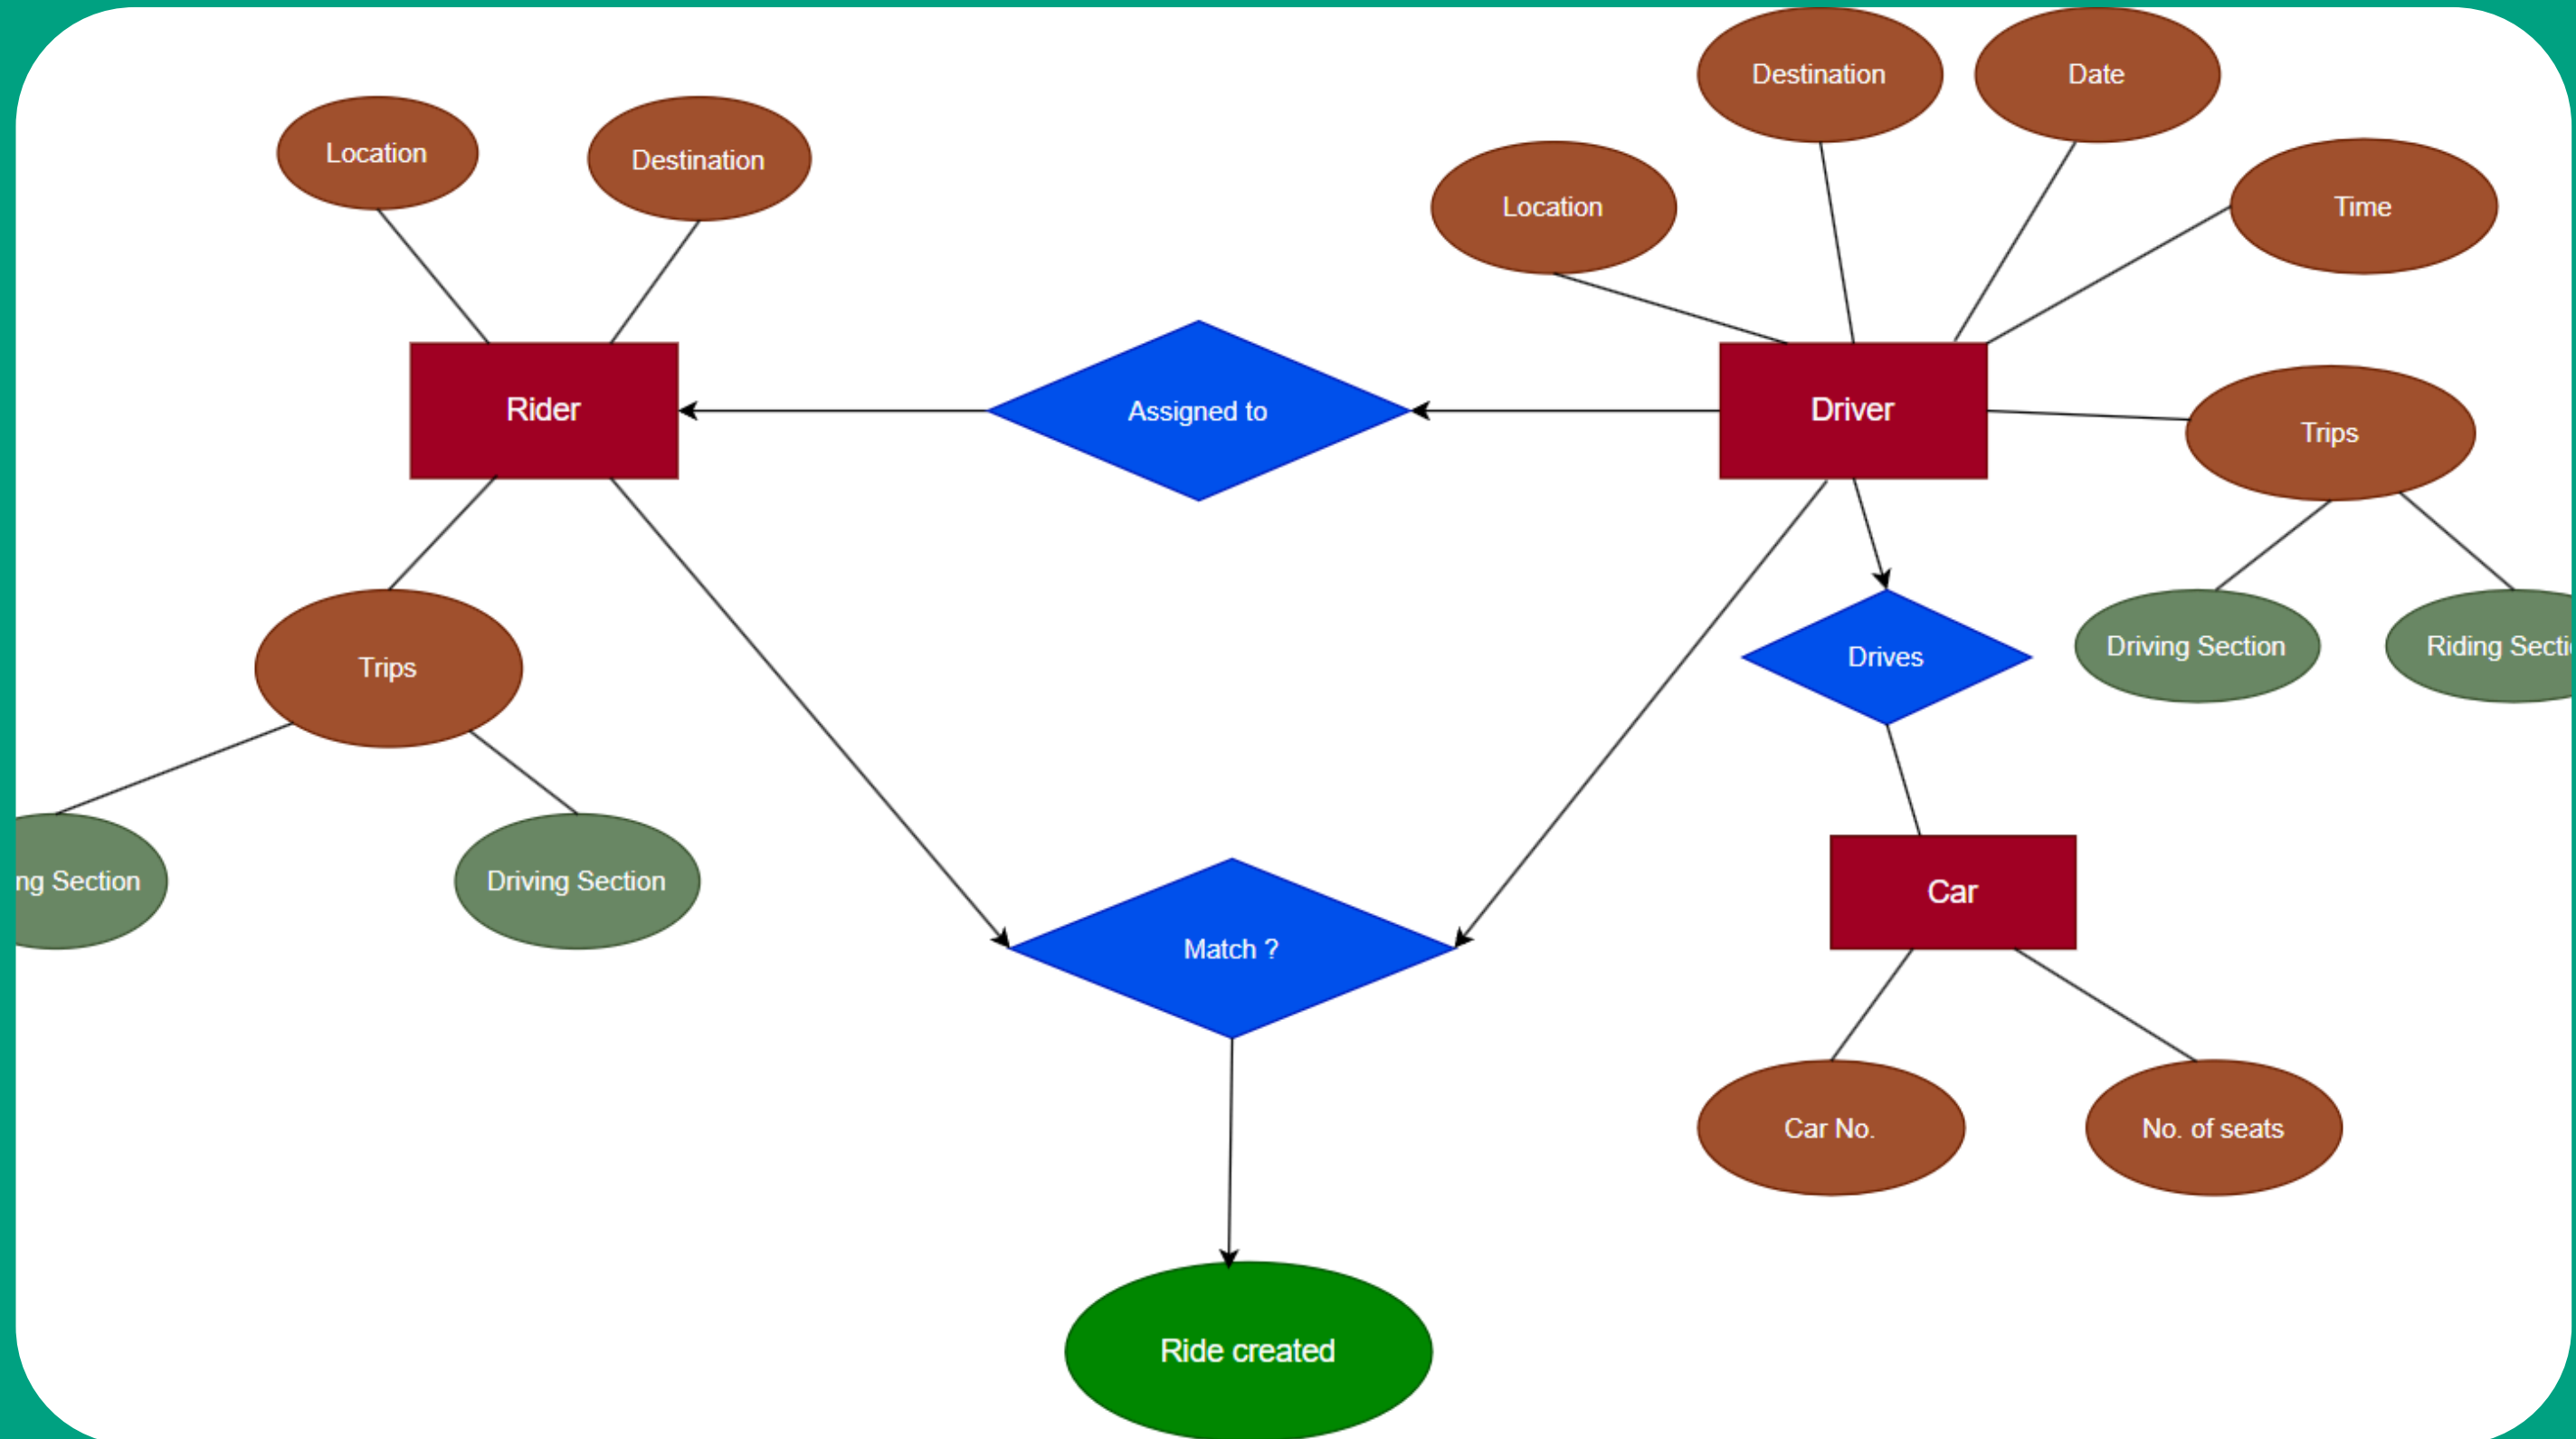 Destination
Date
Location
Destination
Location
Time
Rider
Assigned to
Driver
Trips
Trips
Drives
Driving Section
Riding
Section
Driving Section
Car
Match ?
Car No.
No. of seats
Ride created